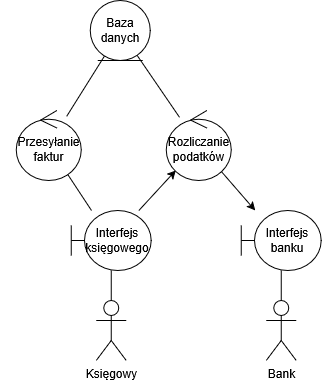 Baza
danych
Przesyłanie
faktur
Rozliczanie
podatków
Interfejs
księgowego
Interfejs
banku
Księgowy
Bank